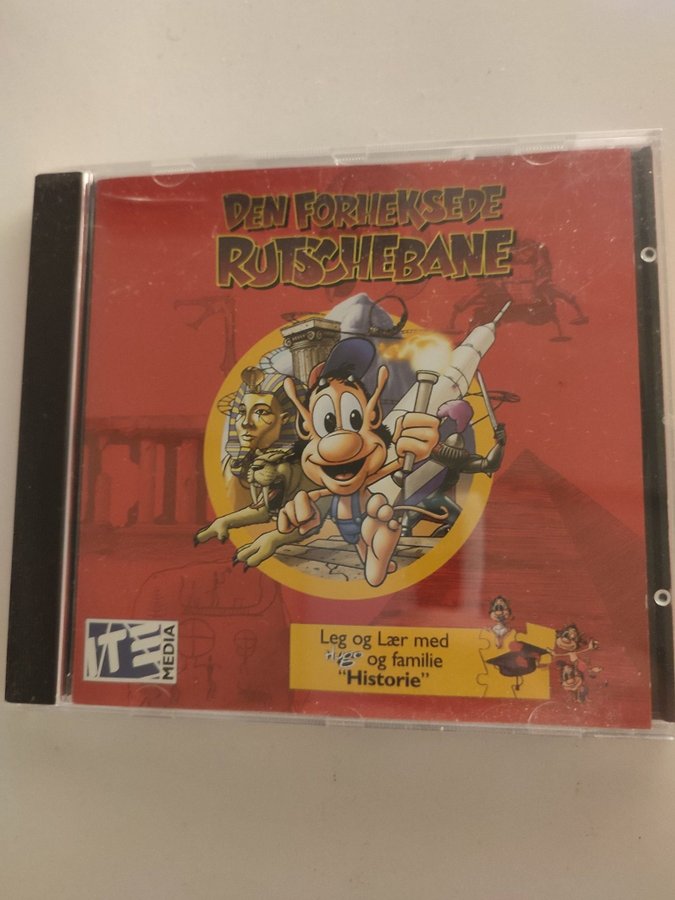 DEN FORHEKSEDE
RUTSCHEBANE
ITE
MEDIA
Leg og Lær med
Hugo og familie
"Historie"